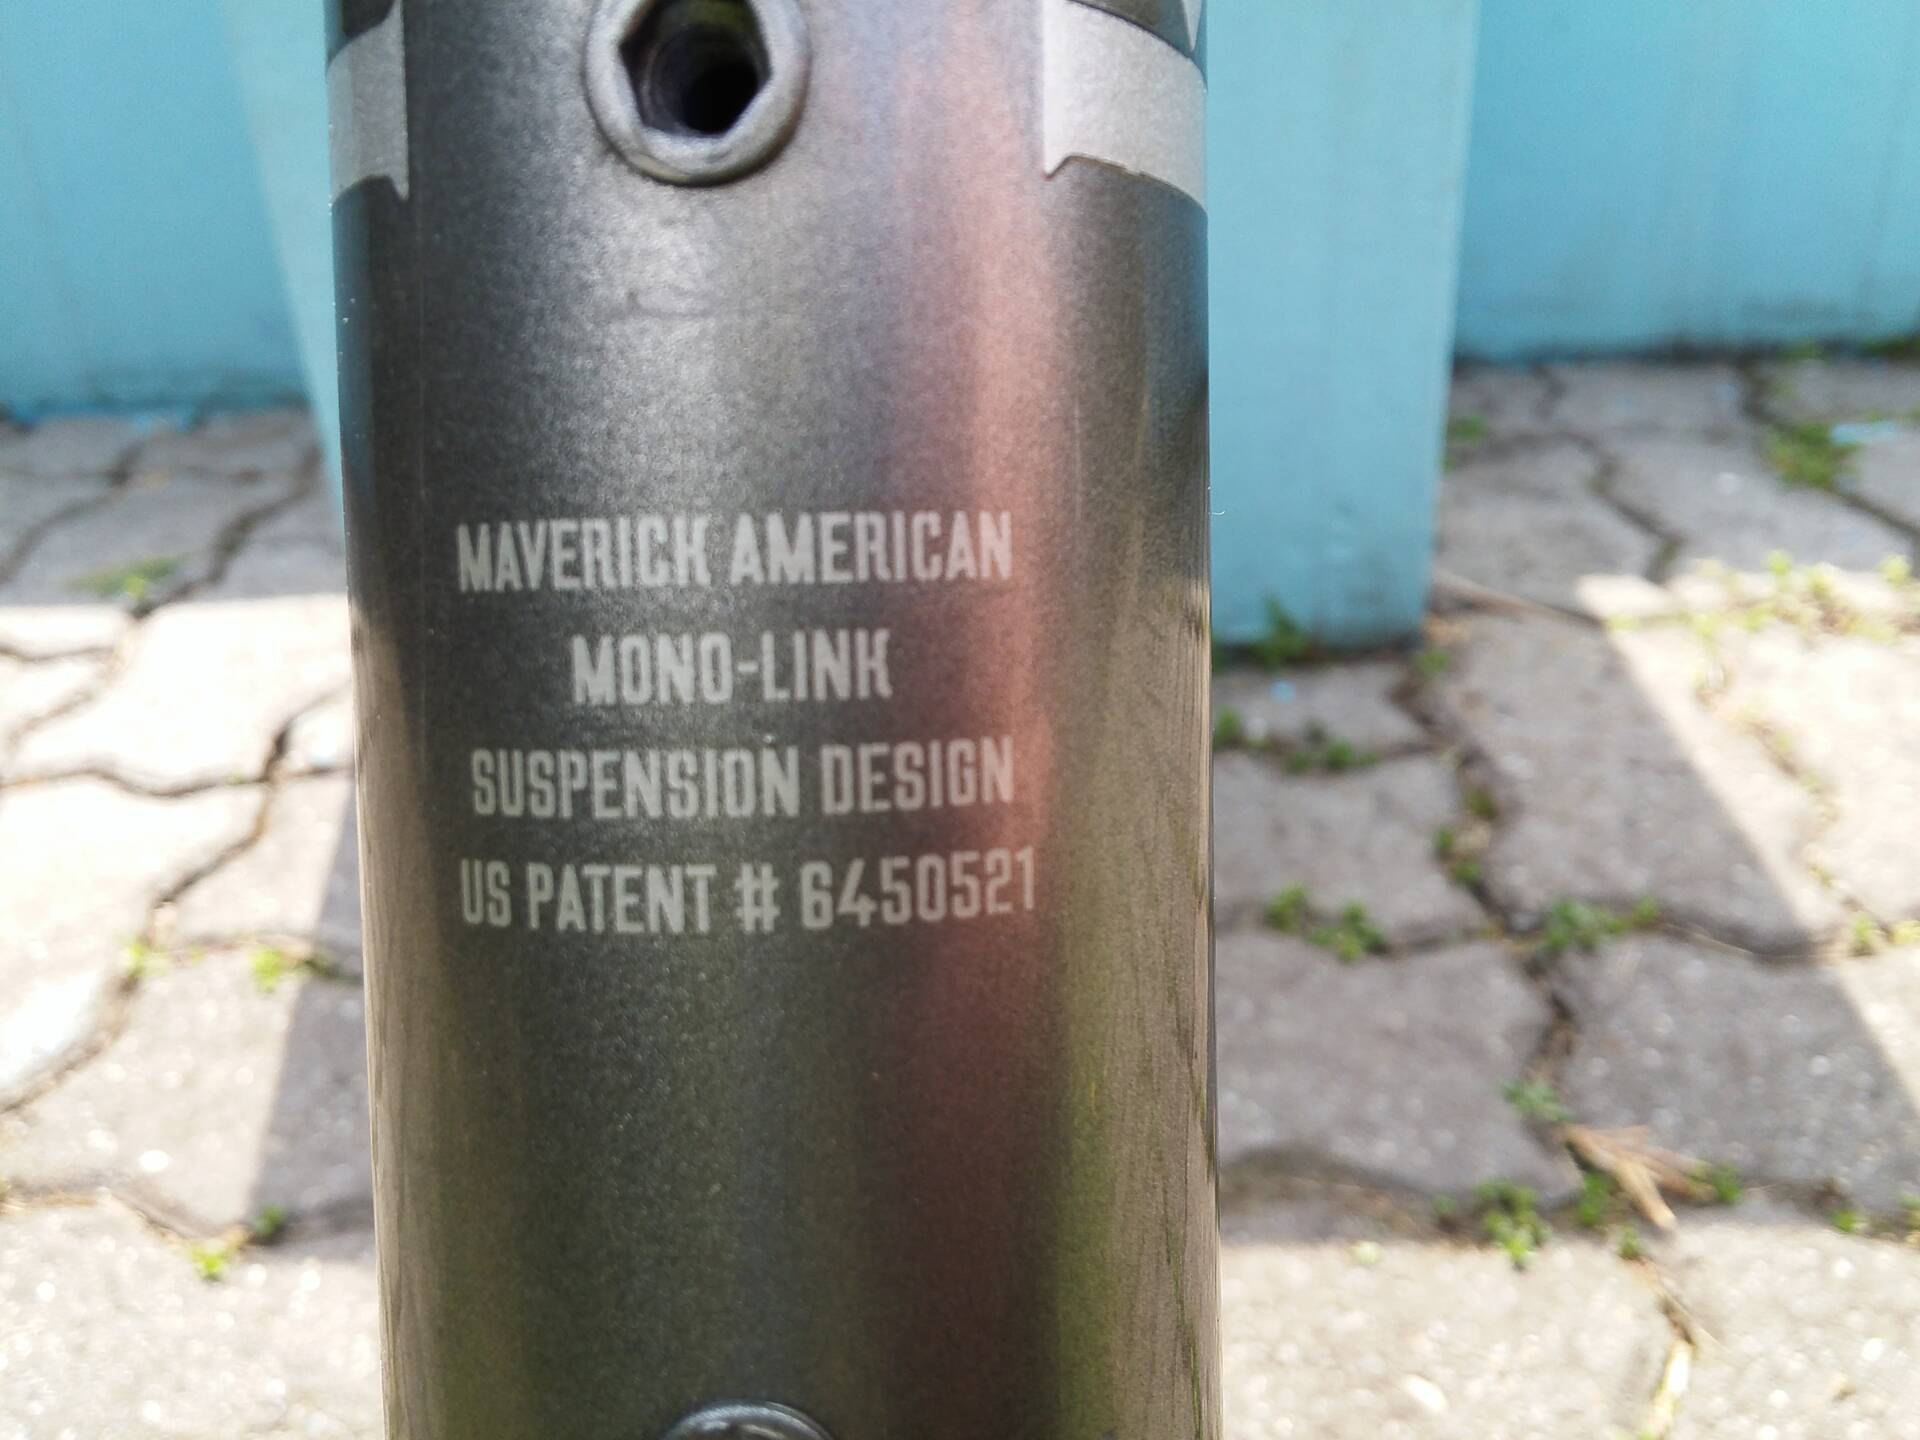 MAVERICK AMERICAN
MONO-LINK
SUSPENSION DESIGN
US PATENT # 6450521